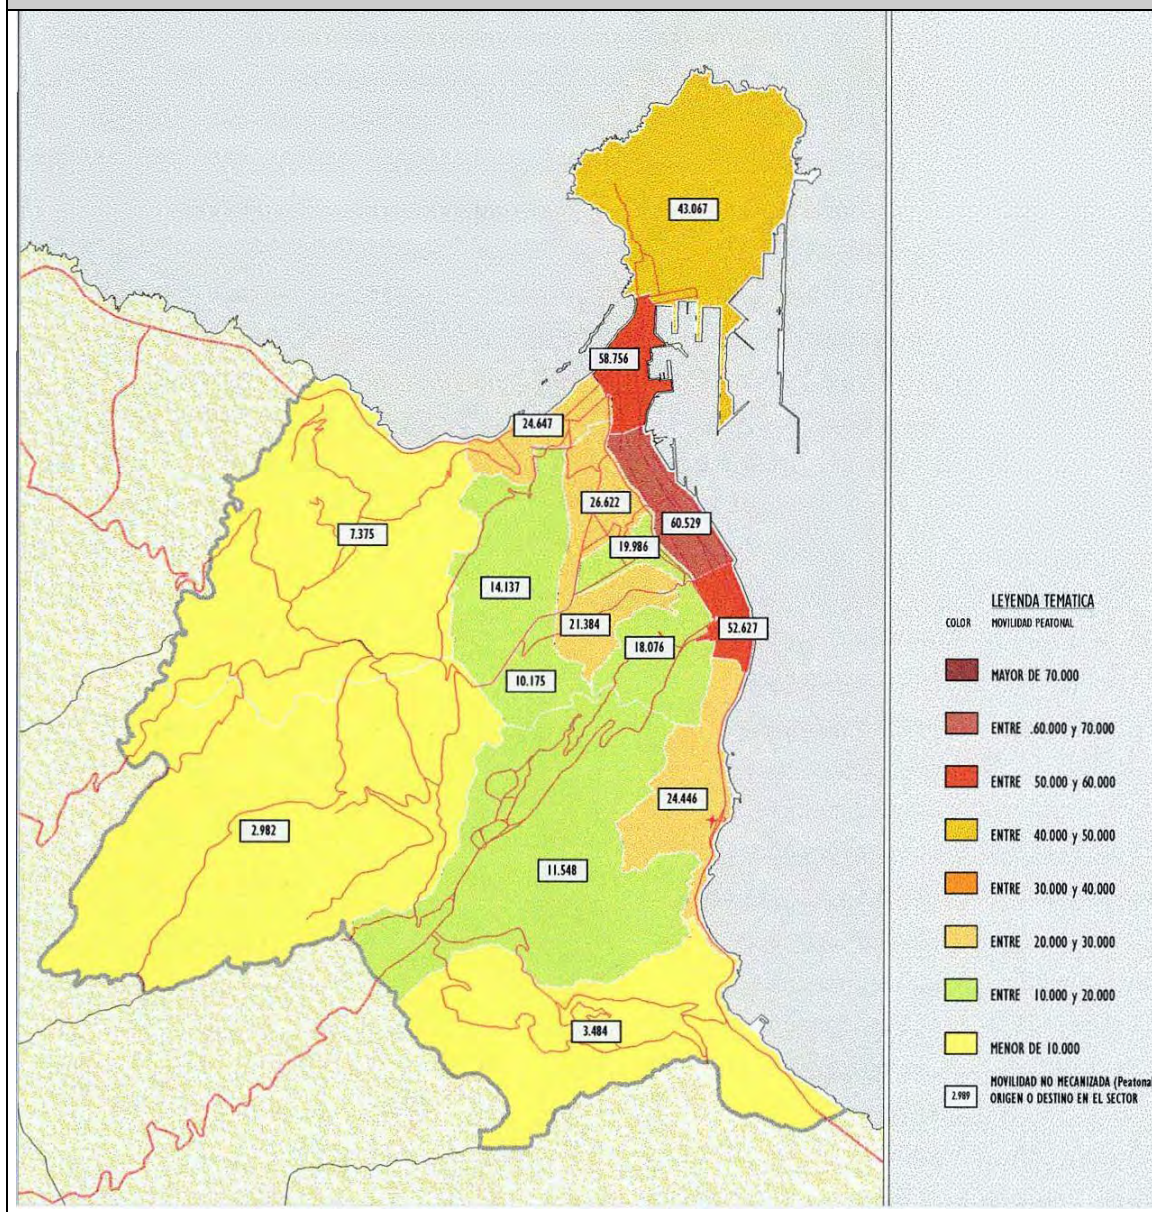 43.067
58.756
24.647
26.622
60.529
7.375
19.986
14.137
21.384
52.627
18.076
10.175
24.446
2.982
11.548
3.484
LEYENDA TEMATICA
COLOR MOVILIDAD PEATONAL
MAYOR DE 70.000
ENTRE .60.000 y 70.000
ENTRE 50.000 y 60.000
ENTRE 40.000 y 50.000
ENTRE 30.000 y 40.000
ENTRE 20.000 y 30.000
ENTRE 10.000 y 20.000
MENOR DE 10.000
2.989 MOVILIDAD NO MECANIZADA (Peatonal
ORIGEN O DESTINO EN EL SECTOR